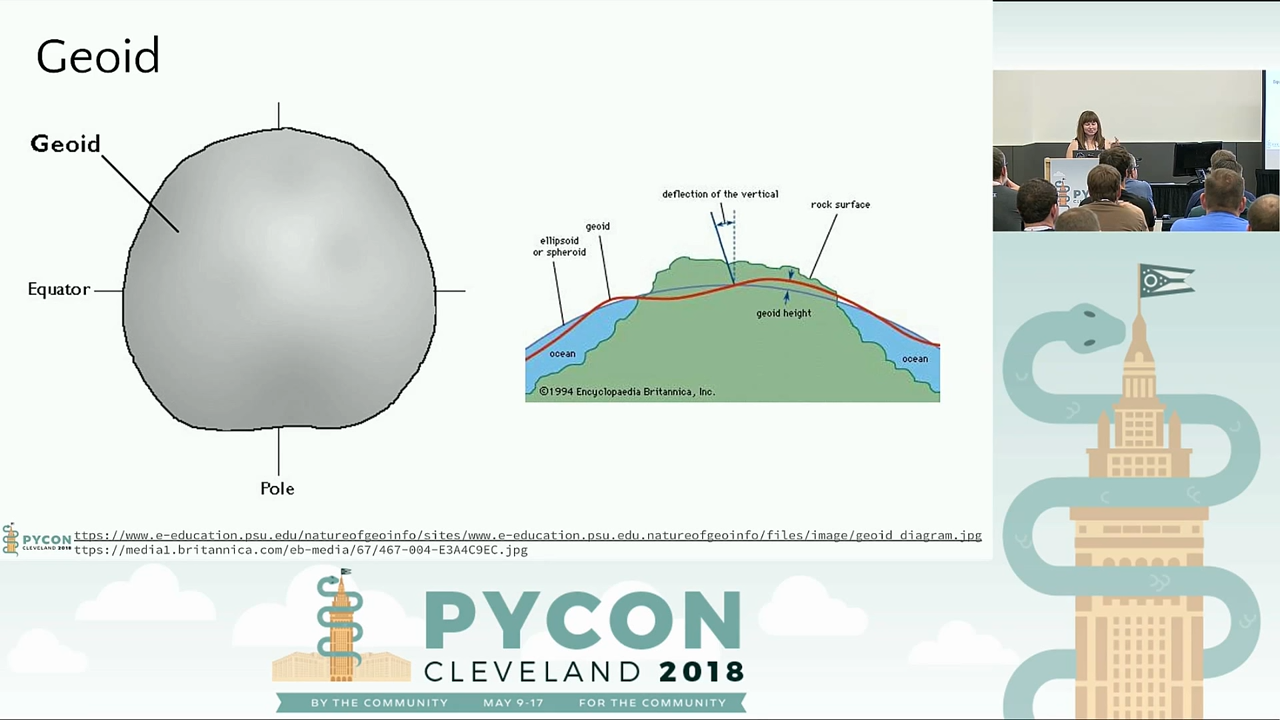 Geoid
Geoid
Equator
Pole
deflection of the vertical
rock surface
geoid
ellipsoid
or spheroid
geoid height
ocean
ocean
©1994 Encyclopaedia Britannica, Inc.
PYCON
CLEVELAND 2018
ttps://www.e-education.psu.edu/natureofgeoinfo/sites/www.e-education.psu.edu.natureofgeoinfo/files/image/geoid_diagram.jpg
ttps://media1.britannica.com/eb-media/67/467-004-E3A4C9EC.jpg
PYCON
CLEVELAND 2018
BY THE COMMUNITY MAY 9-17 FOR THE COMMUNITY